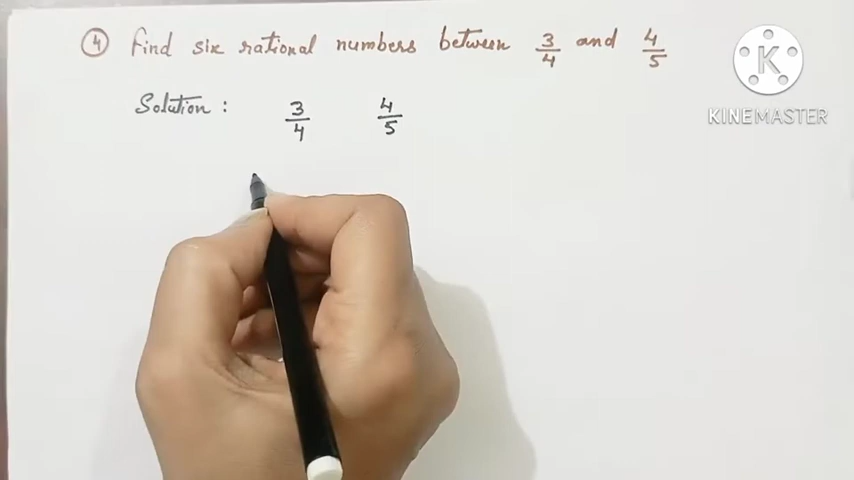 ④ Find six rational numbers between 3/4 and 4/5
Solution : 3/4 4/5
K
KINEMASTER